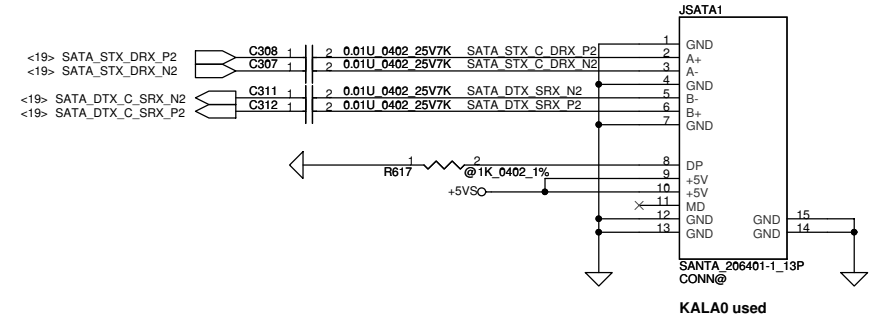 JSATA1
1 GND
<19> SATA_STX_DRX_P2 C308 1 2 0.01U_0402_25V7K SATA_STX_C_DRX_P2 2 A+
<19> SATA_STX_DRX_N2 C307 1 2 0.01U_0402_25V7K SATA_STX_C_DRX_N2 3 A-
4 GND
<19> SATA_DTX_C_SRX_N2 C311 1 2 0.01U_0402_25V7K SATA_DTX_SRX_N2 5 B-
<19> SATA_DTX_C_SRX_P2 C312 1 2 0.01U_0402_25V7K SATA_DTX_SRX_P2 6 B+
7 GND
1 2 8 DP
R617 @1K_0402_1% 9 +5V
+5VS 10 +5V
11 MD
12 GND GND 15
13 GND GND 14
SANTA_206401-1_13P
CONN@
KALA0 used